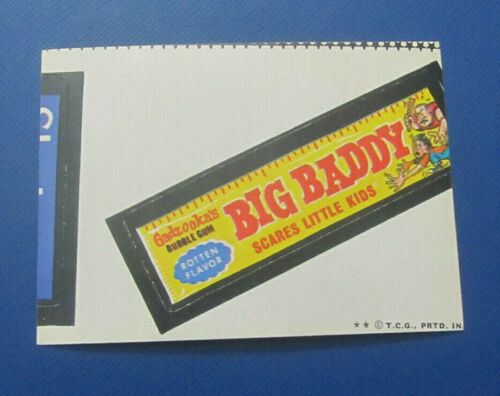 Gadzooka's
BUBBLE GUM
BIG BADDY
SCARES LITTLE KIDS
ROTTEN
FLAVOR
** © T.C.G., PRTD. IN